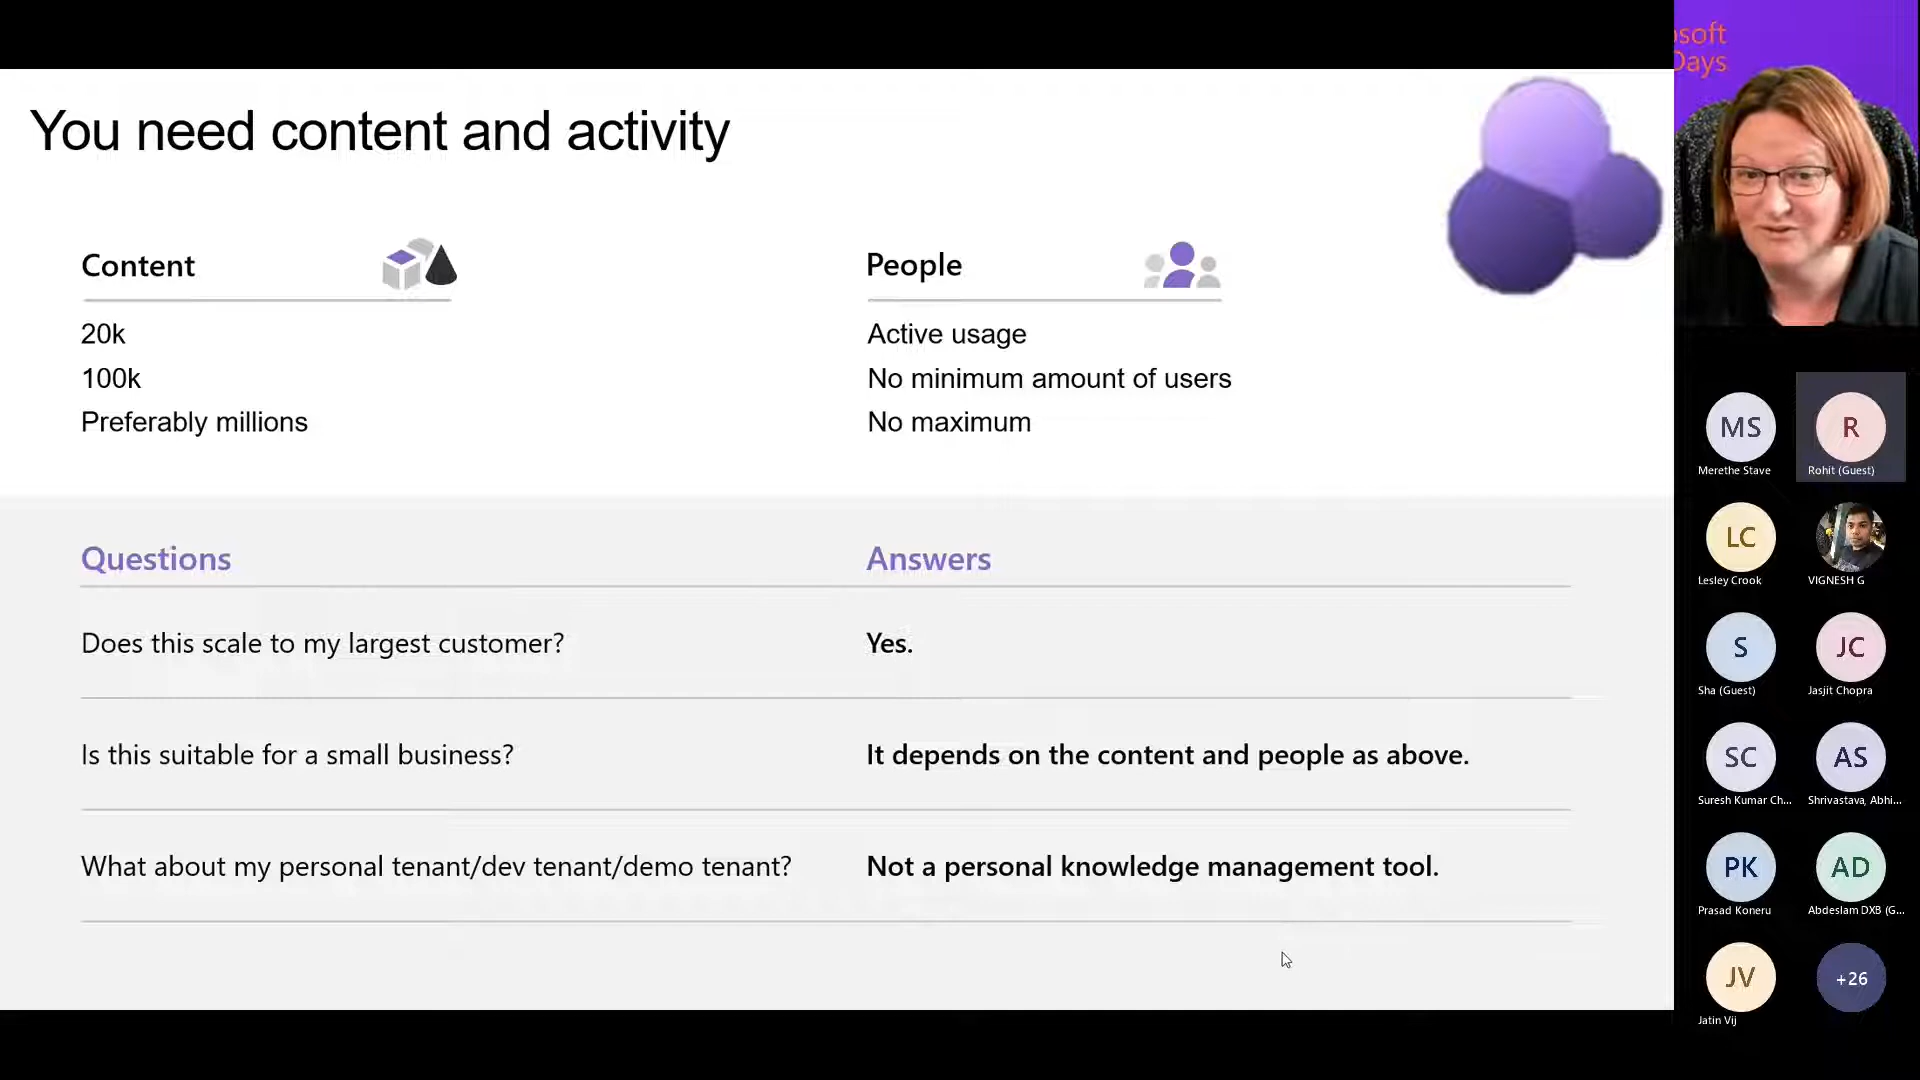 You need content and activity
Content
20k
100k
Preferably millions
People
Active usage
No minimum amount of users
No maximum
Questions
Answers
Does this scale to my largest customer?
Yes.
Is this suitable for a small business?
It depends on the content and people as above.
What about my personal tenant/dev tenant/demo tenant?
Not a personal knowledge management tool.
osoft
Days
MS
Merethe Stave
R
Rohit (Guest)
LC
Lesley Crook
VIGNESH G
S
Sha (Guest)
JC
Jasjit Chopra
SC
Suresh Kumar Ch...
AS
Shrivastava, Abhi...
PK
Prasad Koneru
AD
Abdeslam DXB (G...
JV
Jatin Vij
+26